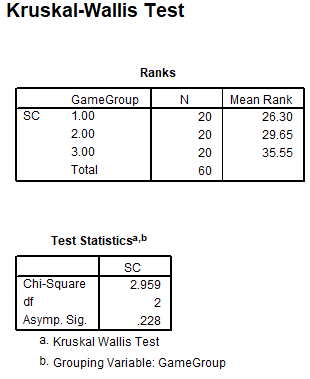 Kruskal-Wallis Test
Ranks
GameGroup N Mean Rank
SC 1.00 20 26.30
2.00 20 29.65
3.00 20 35.55
Total 60
Test Statisticsa,b
SC
Chi-Square 2.959
df 2
Asymp. Sig. .228
a. Kruskal Wallis Test
b. Grouping Variable: GameGroup